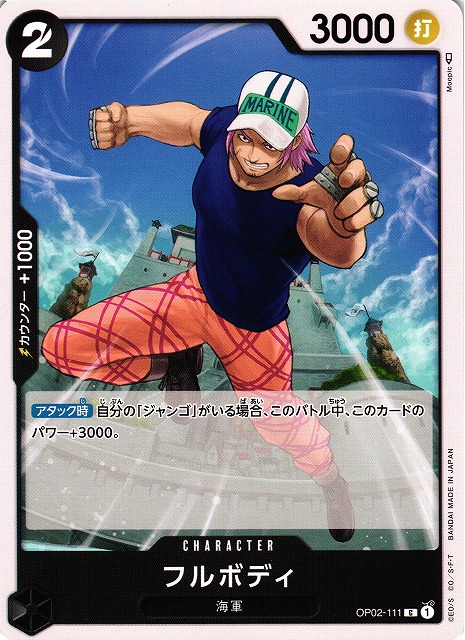 2
3000
打
Moopic
MARINE
カウンター +1000
アタック時 自分の「ジャンゴ」がいる場合、このバトル中、このカードの
パワー+3000。
CHARACTER
フルボディ
海軍
OP02-111 C 1
©E.O/S ©O/S・F・T BANDAI MADE IN JAPAN